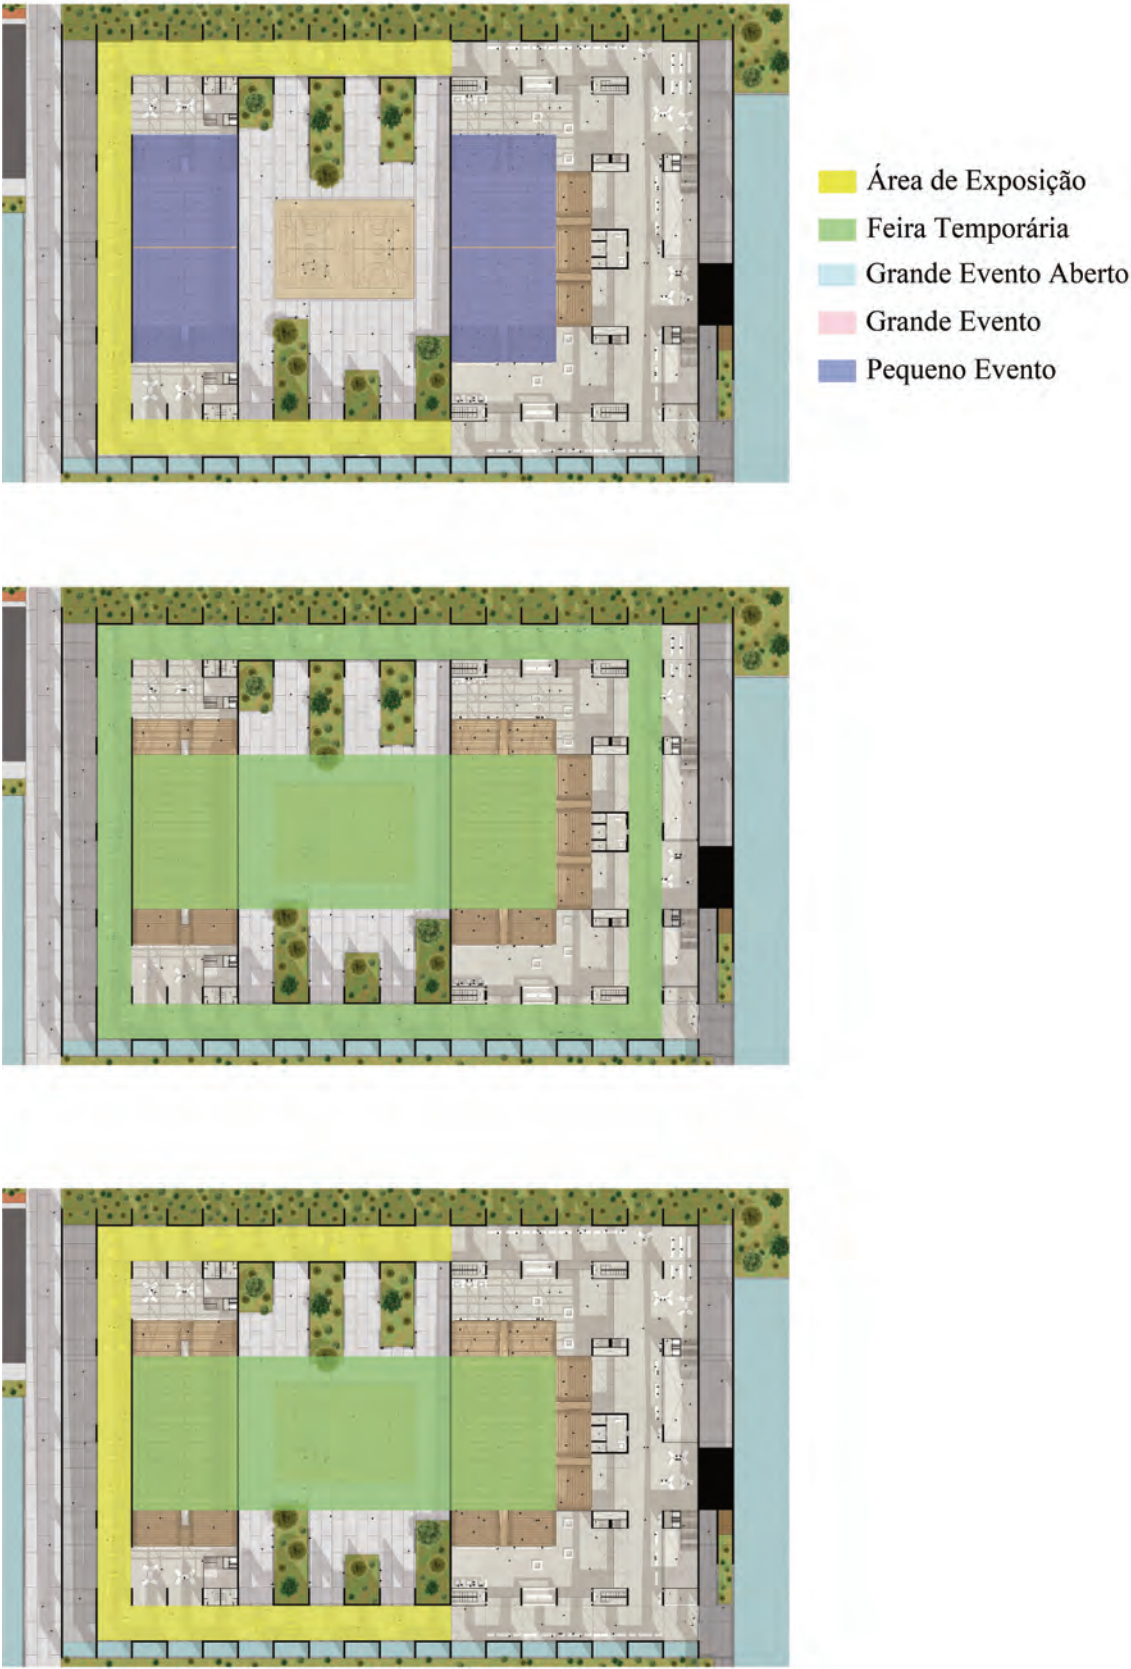 Área de Exposição
Feira Temporária
Grande Evento Aberto
Grande Evento
Pequeno Evento